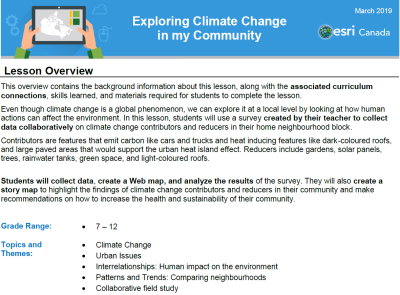 March 2019
Exploring Climate Change
in my Community
esri Canada
Lesson Overview
This overview contains the background information about this lesson, along with the associated curriculum
connections, skills learned, and materials required for students to complete the lesson.
Even though climate change is a global phenomenon, we can explore it at a local level by looking at how human
actions can affect the environment. In this lesson, students will use a survey created by their teacher to collect
data collaboratively on climate change contributors and reducers in their home neighbourhood block.
Contributors are features that emit carbon like cars and trucks and heat inducing features like dark-coloured roofs,
and large paved areas that would support the urban heat island effect. Reducers include gardens, solar panels,
trees, rainwater tanks, green space, and light-coloured roofs.
Students will collect data, create a Web map, and analyze the results of the survey. They will also create a
story map to highlight the findings of climate change contributors and reducers in their community and make
recommendations on how to increase the health and sustainability of their community.
Grade Range: • 7 – 12
Topics and • Climate Change
Themes: • Urban Issues
• Interrelationships: Human impact on the environment
• Patterns and Trends: Comparing neighbourhoods
• Collaborative field study